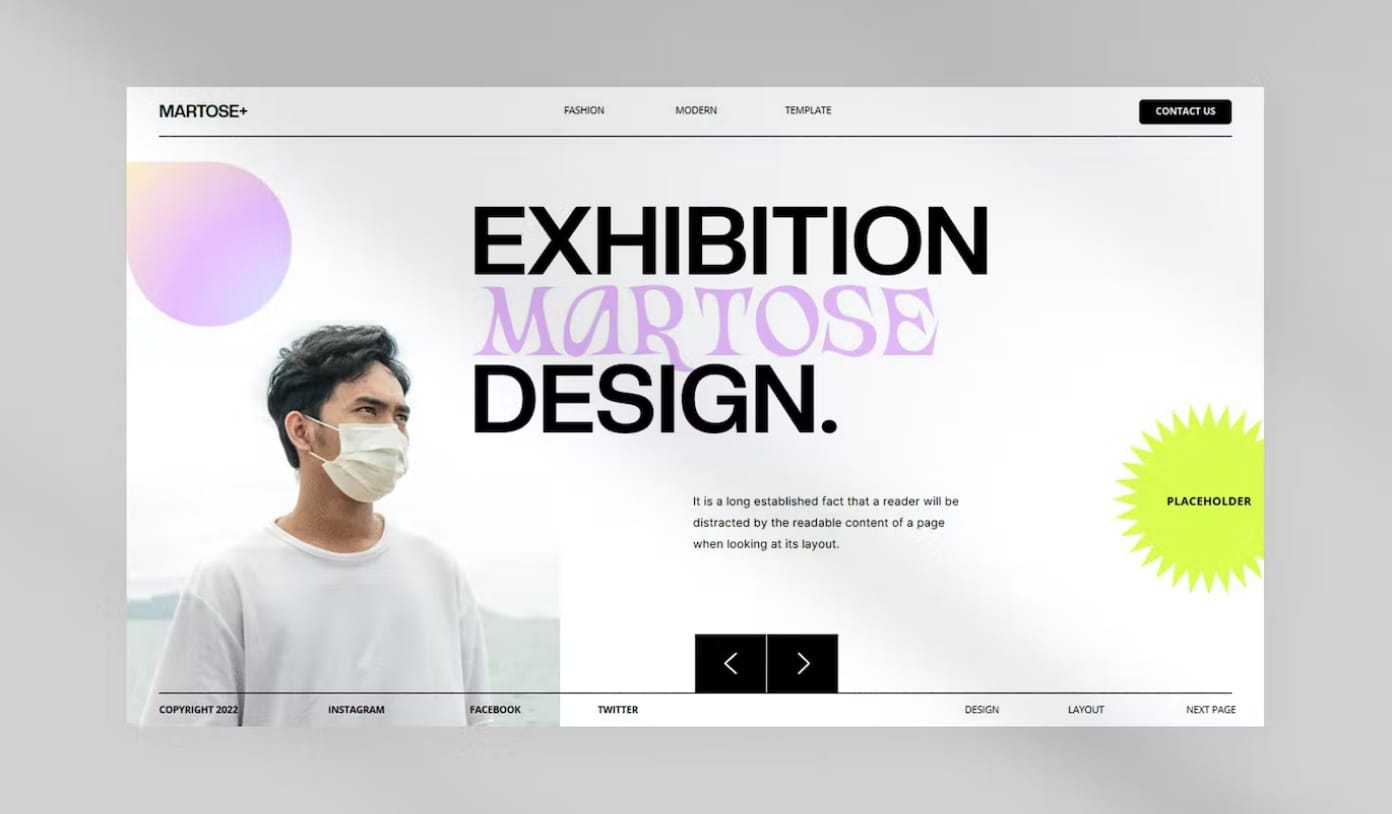 MARTOSE+
FASHION MODERN TEMPLATE
CONTACT US
EXHIBITION
MARTOSE
DESIGN.
It is a long established fact that a reader will be
distracted by the readable content of a page
when looking at its layout.
PLACEHOLDER
COPYRIGHT 2022 INSTAGRAM FACEBOOK TWITTER
DESIGN LAYOUT NEXT PAGE